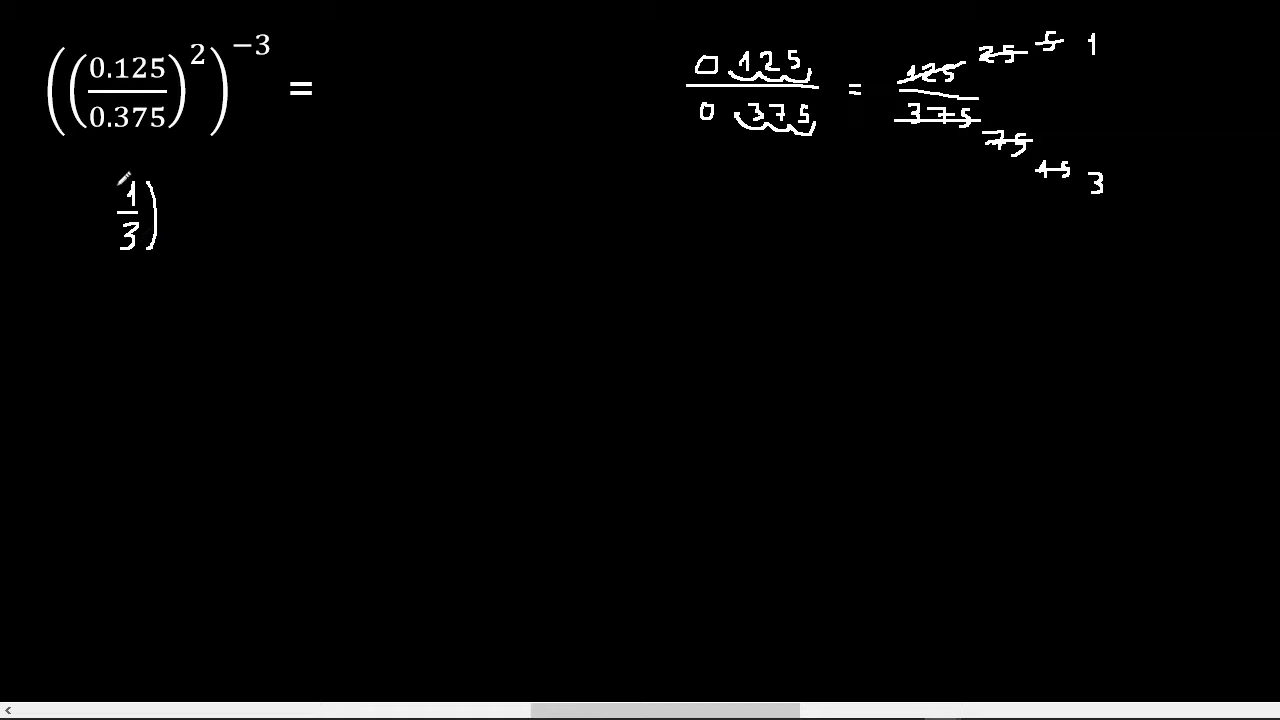 ((0.125/0.375)^2)^-3 =
0 125 / 0 375 = 125 / 375 25 5 1
75 15 3
1/3)